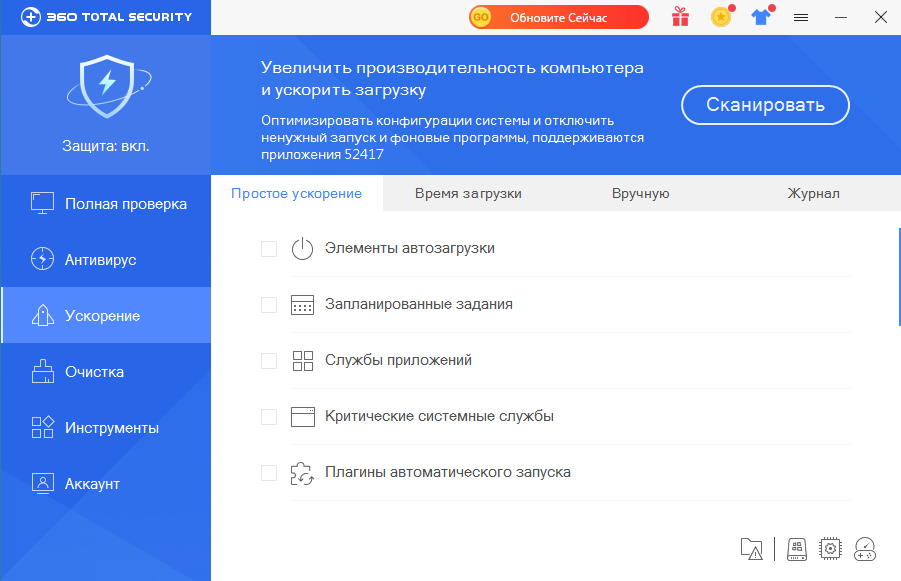 360 TOTAL SECURITY
GO Обновите Сейчас
Защита: вкл.
Увеличить производительность компьютера
и ускорить загрузку
Оптимизировать конфигурации системы и отключить
ненужный запуск и фоновые программы, поддерживаются
приложения 52417
Сканировать
Полная проверка
Антивирус
Ускорение
Очистка
Инструменты
Аккаунт
Простое ускорение
Время загрузки
Вручную
Журнал
Элементы автозагрузки
Запланированные задания
Службы приложений
Критические системные службы
Плагины автоматического запуска